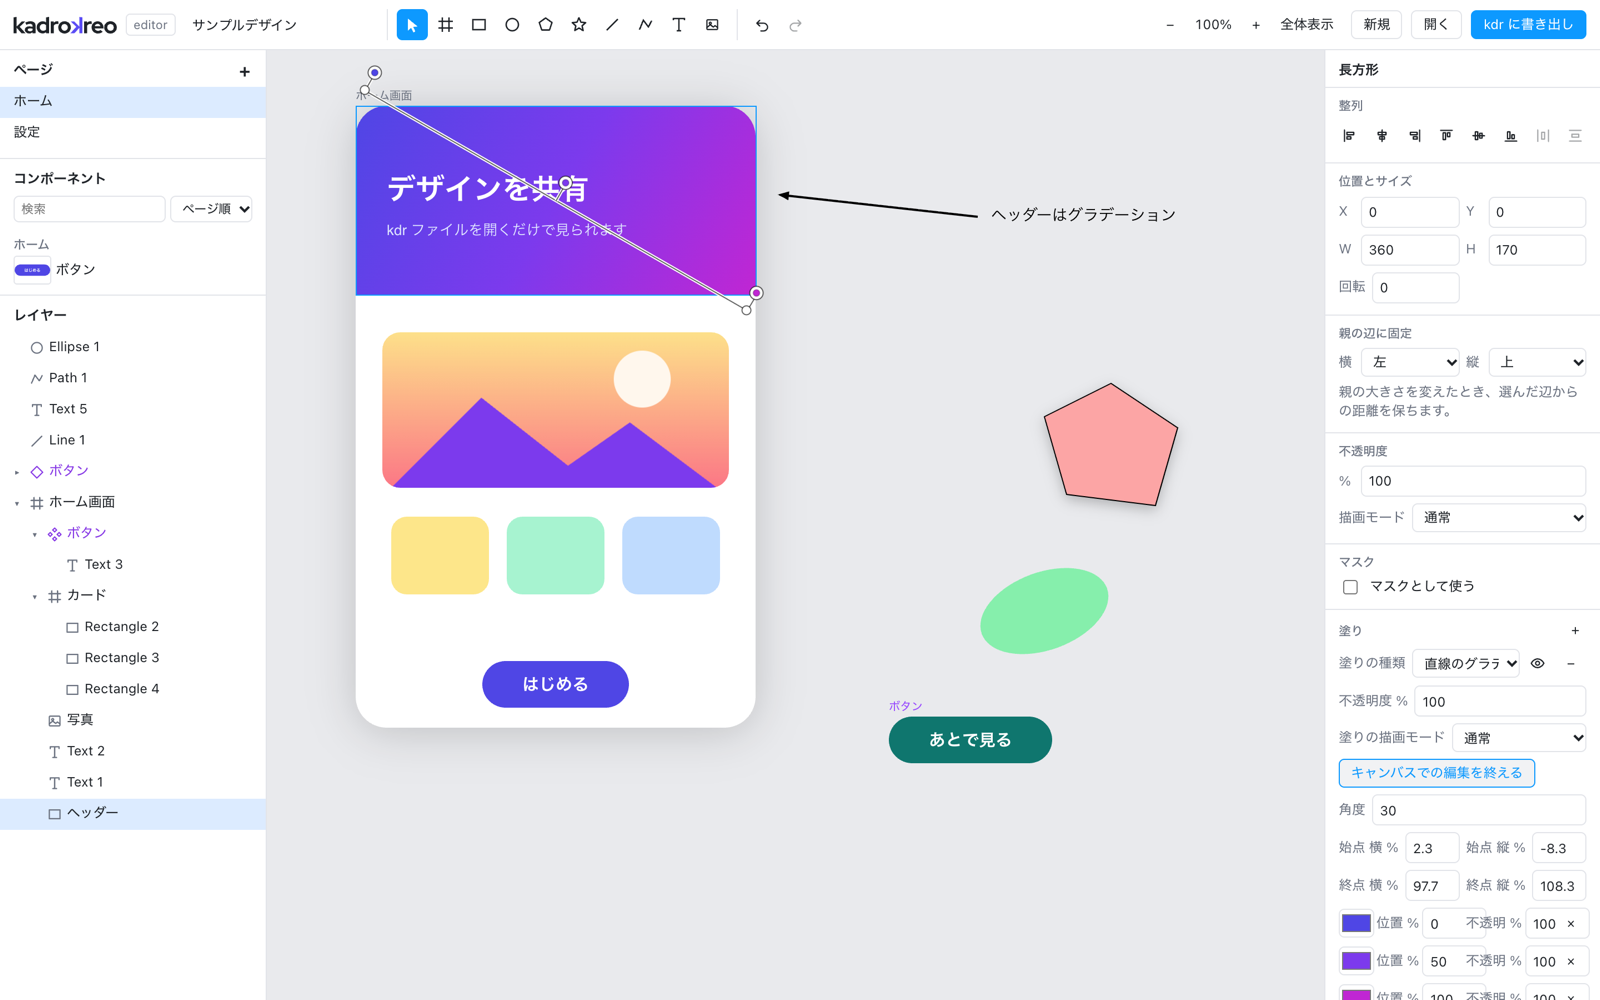 kadrokreo
editor
サンプルデザイン
− 100% +
全体表示
新規
開く
kdr に書き出し
ページ
+
ホーム
設定
コンポーネント
検索
ページ順
ホーム
はじめる
ボタン
レイヤー
Ellipse 1
Path 1
Text 5
Line 1
ボタン
ホーム画面
ボタン
Text 3
カード
Rectangle 2
Rectangle 3
Rectangle 4
写真
Text 2
Text 1
ヘッダー
ホーム画面
デザインを共有
kdr ファイルを開くだけで見られます
はじめる
ヘッダーはグラデーション
ボタン
あとで見る
長方形
整列
位置とサイズ
X 0 Y 0
W 360 H 170
回転 0
親の辺に固定
横 左 縦 上
親の大きさを変えたとき、選んだ辺から
の距離を保ちます。
不透明度
% 100
描画モード 通常
マスク
マスクとして使う
塗り +
塗りの種類 直線のグラデ −
不透明度 % 100
塗りの描画モード 通常
キャンバスでの編集を終える
角度 30
始点 横 % 2.3 始点 縦 % -8.3
終点 横 % 97.7 終点 縦 % 108.3
位置 % 0 不透明 % 100 ×
位置 % 50 不透明 % 100 ×
位置 % 100 不透明 % 100 ×